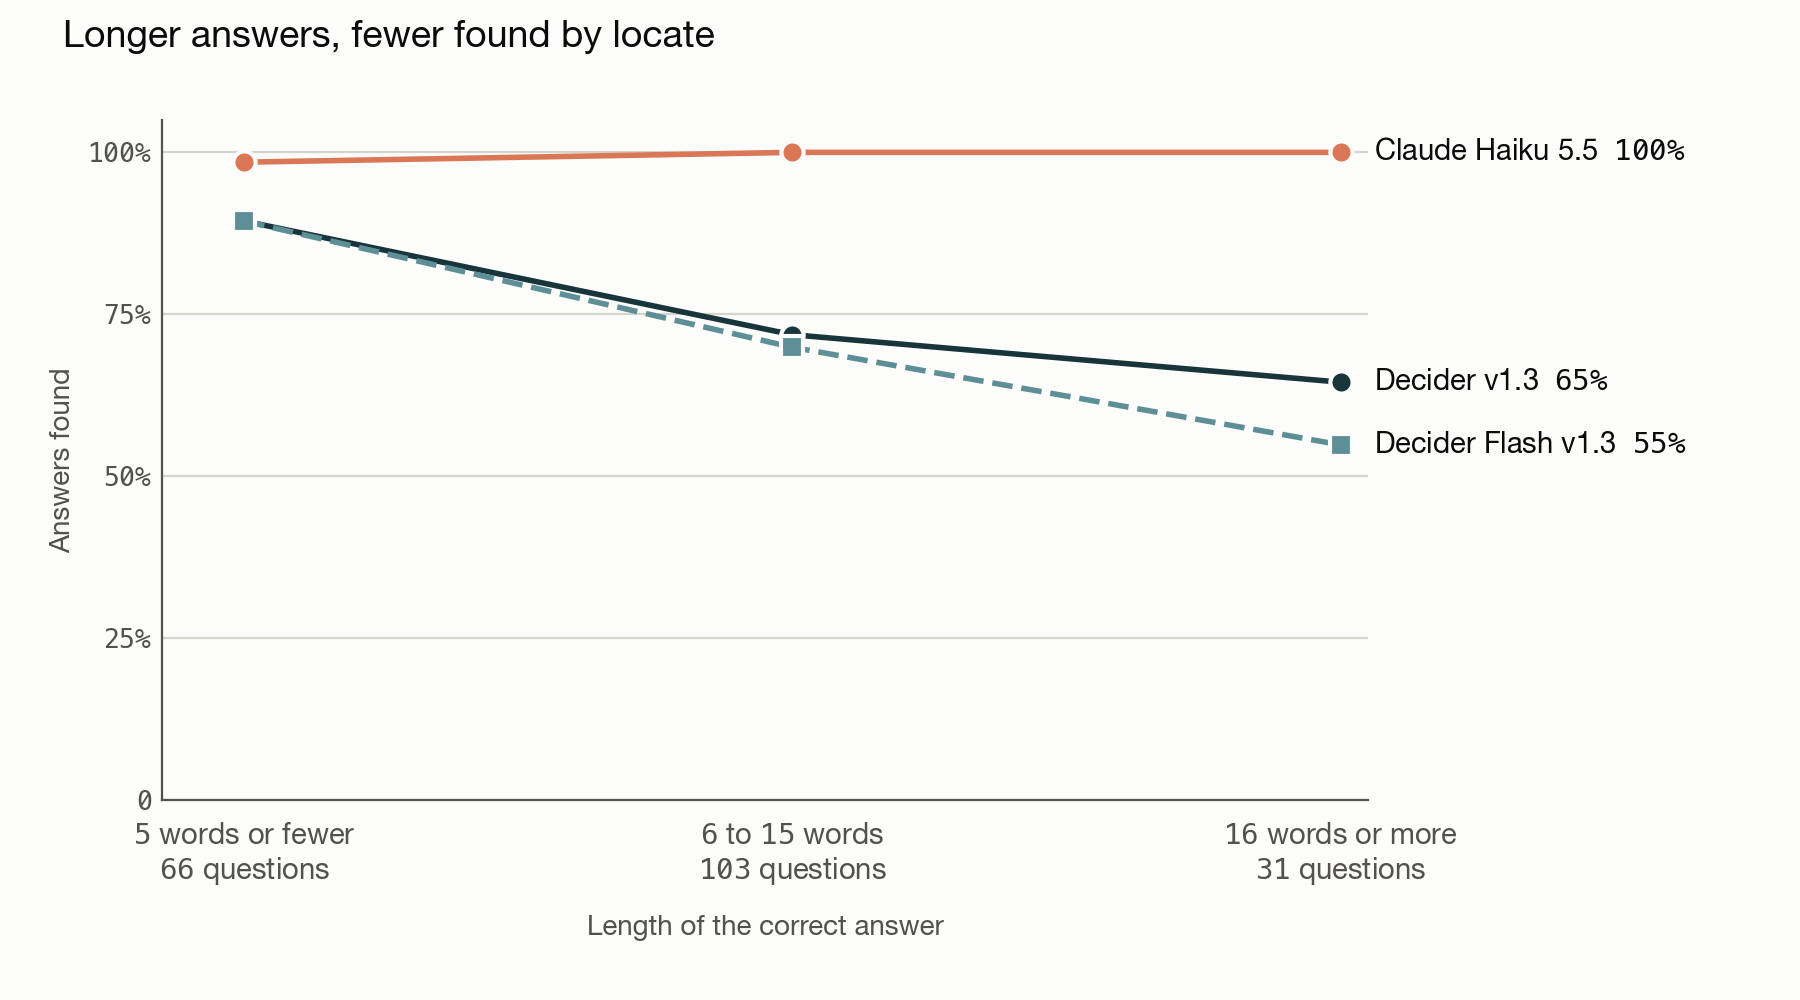 Longer answers, fewer found by locate
Answers found
100%
75%
50%
25%
0
Claude Haiku 5.5 100%
Decider v1.3 65%
Decider Flash v1.3 55%
5 words or fewer
66 questions
6 to 15 words
103 questions
16 words or more
31 questions
Length of the correct answer